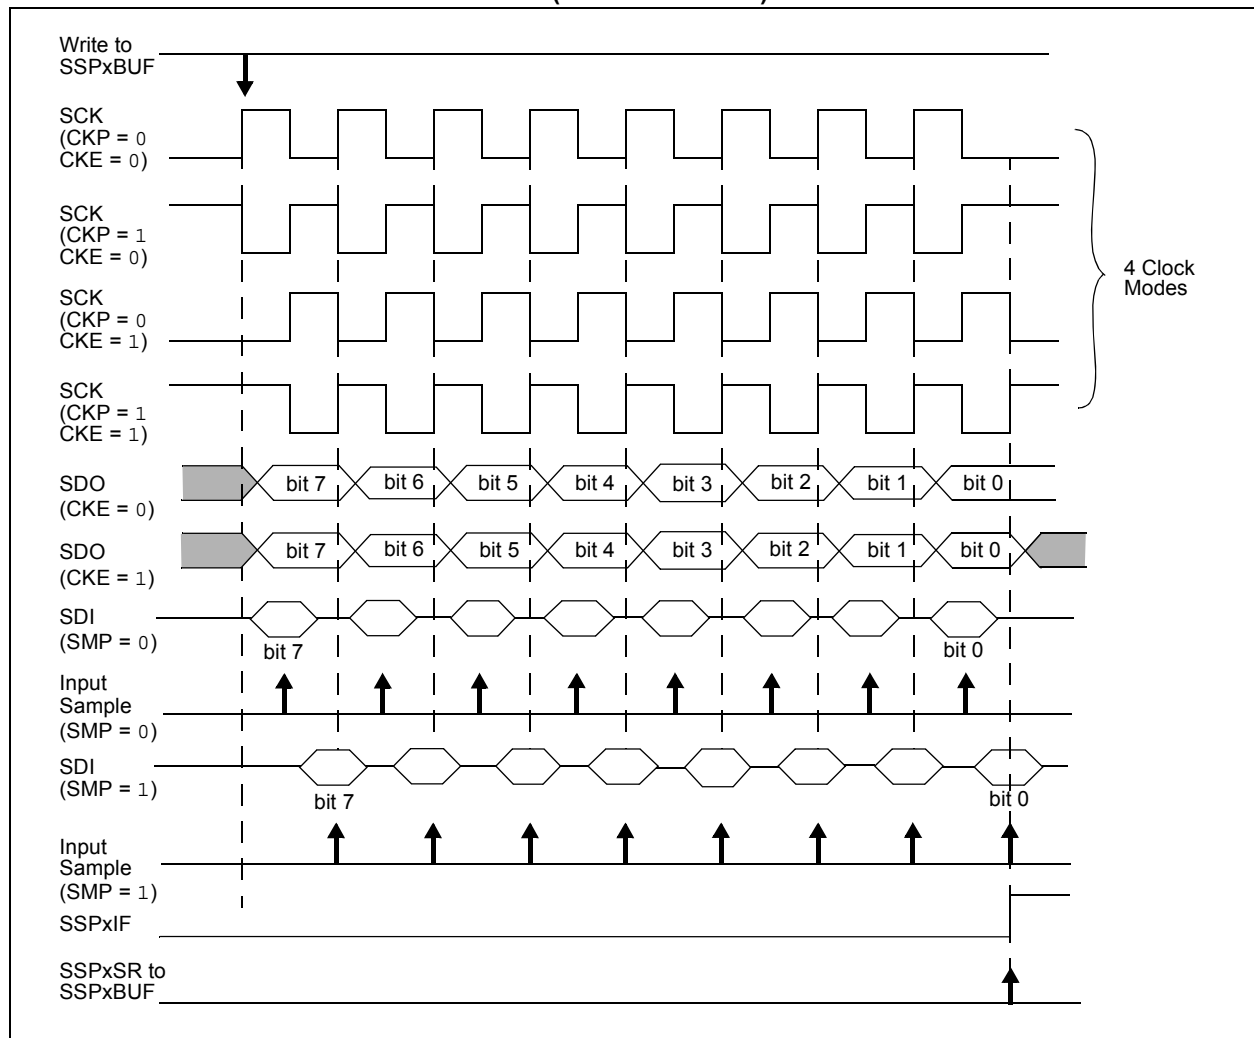 Write to
SSPxBUF
SCK
(CKP = 0
CKE = 0)
SCK
(CKP = 1
CKE = 0)
4 Clock
Modes
SCK
(CKP = 0
CKE = 1)
SCK
(CKP = 1
CKE = 1)
SDO
(CKE = 0)
bit 7 bit 6 bit 5 bit 4 bit 3 bit 2 bit 1 bit 0
SDO
(CKE = 1)
bit 7 bit 6 bit 5 bit 4 bit 3 bit 2 bit 1 bit 0
SDI
(SMP = 0)
bit 7 bit 0
Input
Sample
(SMP = 0)
SDI
(SMP = 1)
bit 7 bit 0
Input
Sample
(SMP = 1)
SSPxIF
SSPxSR to
SSPxBUF